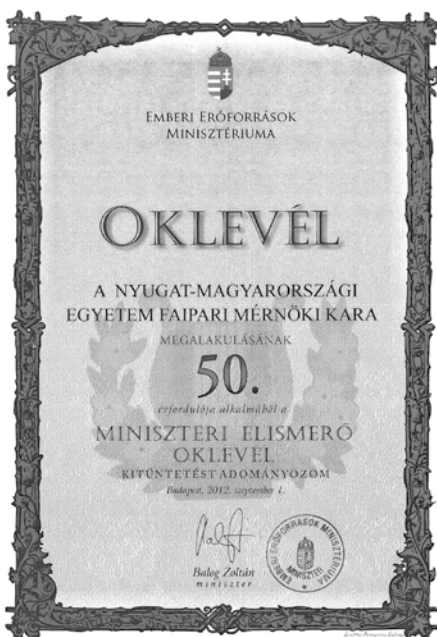 EMBERI ERŐFORRÁSOK
MINISZTÉRIUMA
OKLEVÉL
A NYUGAT-MAGYARORSZÁGI
EGYETEM FAIPARI MÉRNÖKI KARA
MEGALAKULÁSÁNAK
50.
évfordulója alkalmából a
MINISZTERI ELISMERŐ
OKLEVÉL
KITÜNTETÉST ADOMÁNYOZOM
Budapest, 2012. szeptember 1.
Balog Zoltán
miniszter
EMBERI ERŐFORRÁSOK MINISZTÉRIUMA
MINISZTER